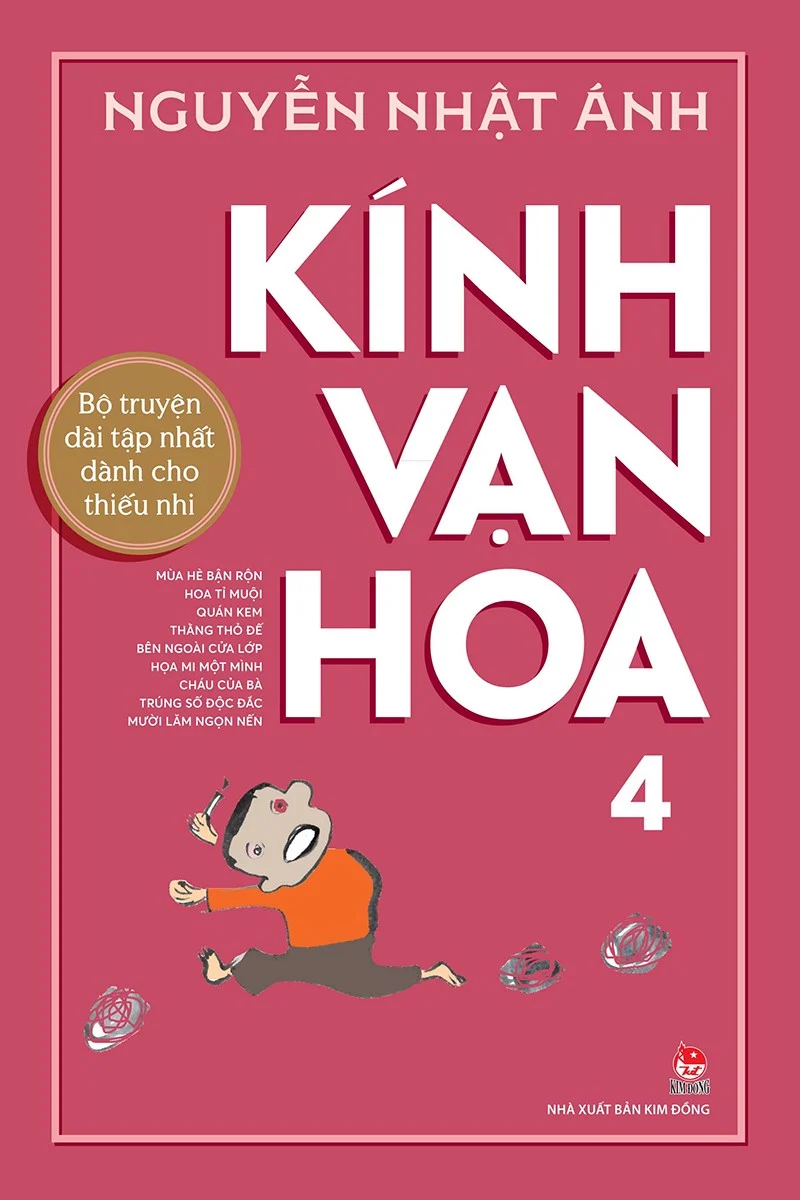 NGUYỄN NHẬT ÁNH
KÍNH
VẠN
HOA
4
Bộ truyện
dài tập nhất
dành cho
thiếu nhi
MÙA HÈ BẬN RỘN
HOA TỈ MUỘI
QUÁN KEM
THẰNG THỎ ĐẾ
BÊN NGOÀI CỬA LỚP
HỌA MI MỘT MÌNH
CHÁU CỦA BÀ
TRÚNG SỐ ĐỘC ĐẮC
MƯỜI LĂM NGỌN NẾN
KIM ĐỒNG
NHÀ XUẤT BẢN KIM ĐỒNG